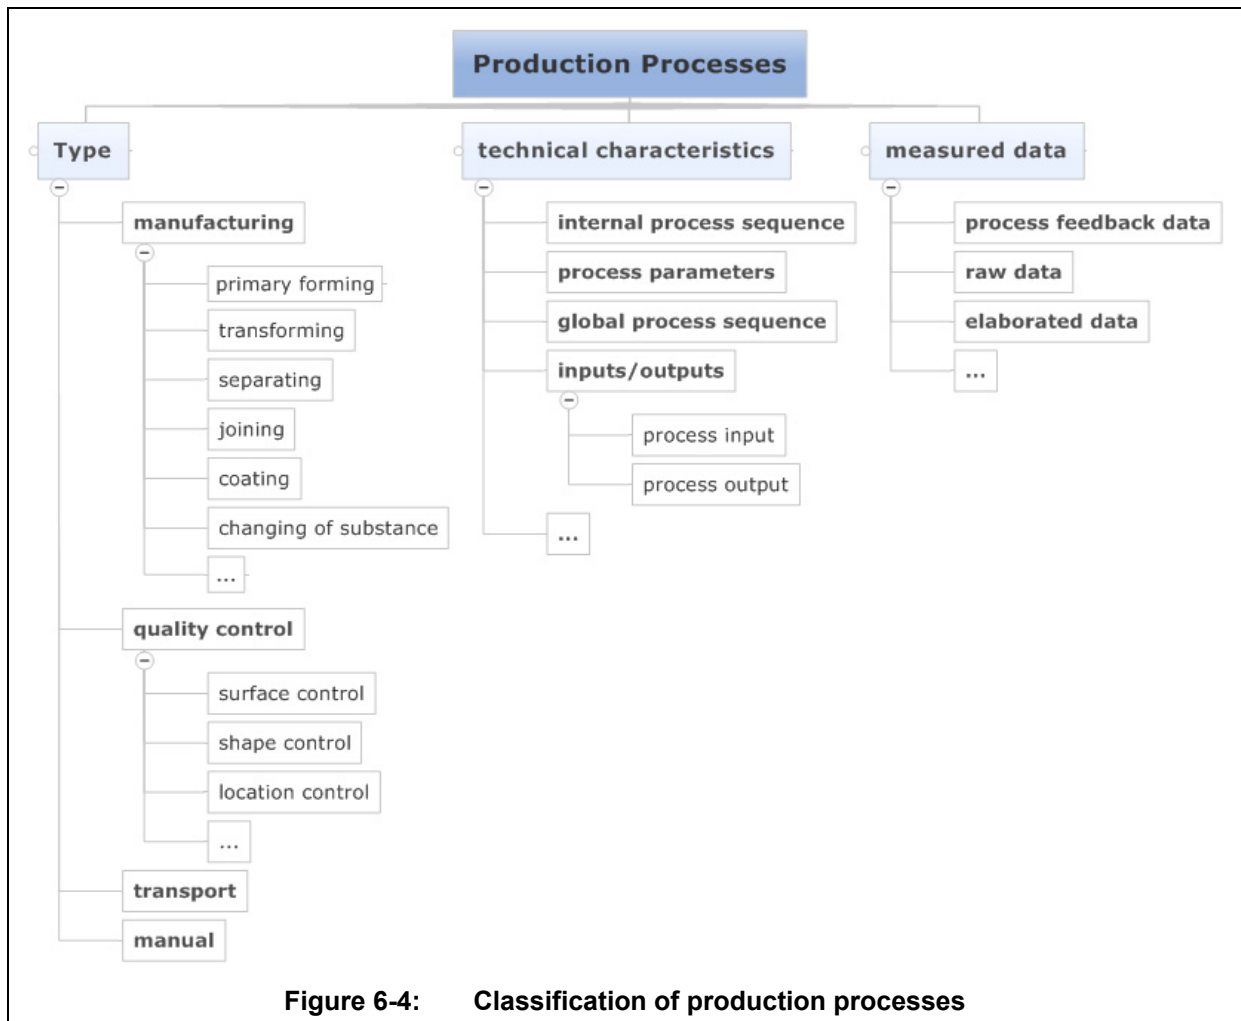 Production Processes
Type
manufacturing
primary forming
transforming
separating
joining
coating
changing of substance
...
quality control
surface control
shape control
location control
...
transport
manual
technical characteristics
internal process sequence
process parameters
global process sequence
inputs/outputs
process input
process output
...
measured data
process feedback data
raw data
elaborated data
...
Figure 6-4: Classification of production processes